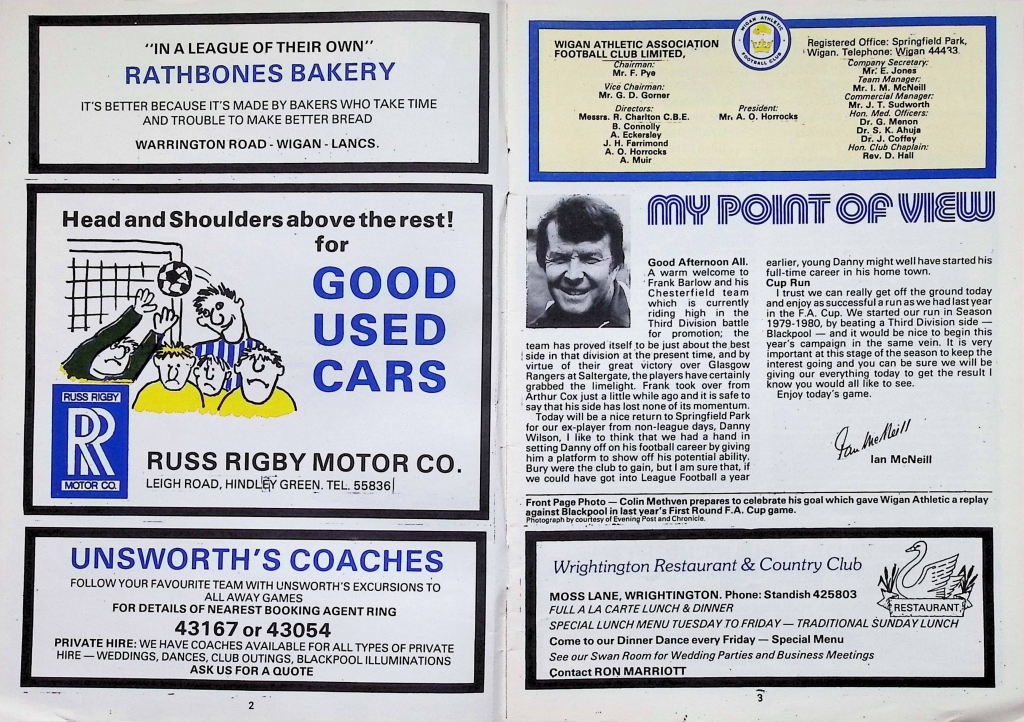 "IN A LEAGUE OF THEIR OWN"
RATHBONES BAKERY
IT'S BETTER BECAUSE IT'S MADE BY BAKERS WHO TAKE TIME
AND TROUBLE TO MAKE BETTER BREAD
WARRINGTON ROAD - WIGAN - LANCS.
Head and Shoulders above the rest!
for
GOOD
USED
CARS
RUSS RIGBY
RR
MOTOR CO.
RUSS RIGBY MOTOR CO.
LEIGH ROAD, HINDLEY GREEN. TEL. 55836
UNSWORTH'S COACHES
FOLLOW YOUR FAVOURITE TEAM WITH UNSWORTH'S EXCURSIONS TO
ALL AWAY GAMES
FOR DETAILS OF NEAREST BOOKING AGENT RING
43167 or 43054
PRIVATE HIRE: WE HAVE COACHES AVAILABLE FOR ALL TYPES OF PRIVATE
HIRE — WEDDINGS, DANCES, CLUB OUTINGS, BLACKPOOL ILLUMINATIONS
ASK US FOR A QUOTE
2
WIGAN ATHLETIC ASSOCIATION
FOOTBALL CLUB LIMITED,
Chairman:
Mr. F. Pye
Vice Chairman:
Mr. G. D. Gorner
Directors:
Messrs. R. Charlton C.B.E.
B. Connolly
A. Eckersley
J. H. Farrimond
A. O. Horrocks
A. Muir
WIGAN ATHLETIC
FOOTBALL CLUB
President:
Mr. A. O. Horrocks
Registered Office: Springfield Park,
Wigan. Telephone: Wigan 44433.
Company Secretary:
Mr. E. Jones
Team Manager:
Mr. I. M. McNeill
Commercial Manager:
Mr. J. T. Sudworth
Hon. Med. Officers:
Dr. G. Menon
Dr. S. K. Ahuja
Dr. J. Coffey
Hon. Club Chaplain:
Rev. D. Hall
MY POINT OF VIEW
Good Afternoon All.
A warm welcome to
Frank Barlow and his
Chesterfield team
which is currently
riding high in the
Third Division battle
for promotion; the
team has proved itself to be just about the best
side in that division at the present time, and by
virtue of their great victory over Glasgow
Rangers at Saltergate, the players have certainly
grabbed the limelight. Frank took over from
Arthur Cox just a little while ago and it is safe to
say that his side has lost none of its momentum.
Today will be a nice return to Springfield Park
for our ex-player from non-league days, Danny
Wilson, I like to think that we had a hand in
setting Danny off on his football career by giving
him a platform to show off his potential ability.
Bury were the club to gain, but I am sure that, if
we could have got into League Football a year
earlier, young Danny might well have started his
full-time career in his home town.
Cup Run
I trust we can really get off the ground today
and enjoy as successful a run as we had last year
in the F.A. Cup. We started our run in Season
1979-1980, by beating a Third Division side —
Blackpool — and it would be nice to begin this
year's campaign in the same vein. It is very
important at this stage of the season to keep the
interest going and you can be sure we will be
giving our everything today to get the result I
know you would all like to see.
Enjoy today's game.
Ian McNeill
Ian McNeill
Front Page Photo — Colin Methven prepares to celebrate his goal which gave Wigan Athletic a replay
against Blackpool in last year's First Round F.A. Cup game.
Photograph by courtesy of Evening Post and Chronicle.
Wrightington Restaurant & Country Club
MOSS LANE, WRIGHTINGTON. Phone: Standish 425803
FULL A LA CARTE LUNCH & DINNER
SPECIAL LUNCH MENU TUESDAY TO FRIDAY — TRADITIONAL SUNDAY LUNCH
Come to our Dinner Dance every Friday — Special Menu
See our Swan Room for Wedding Parties and Business Meetings
Contact RON MARRIOTT
RESTAURANT
3